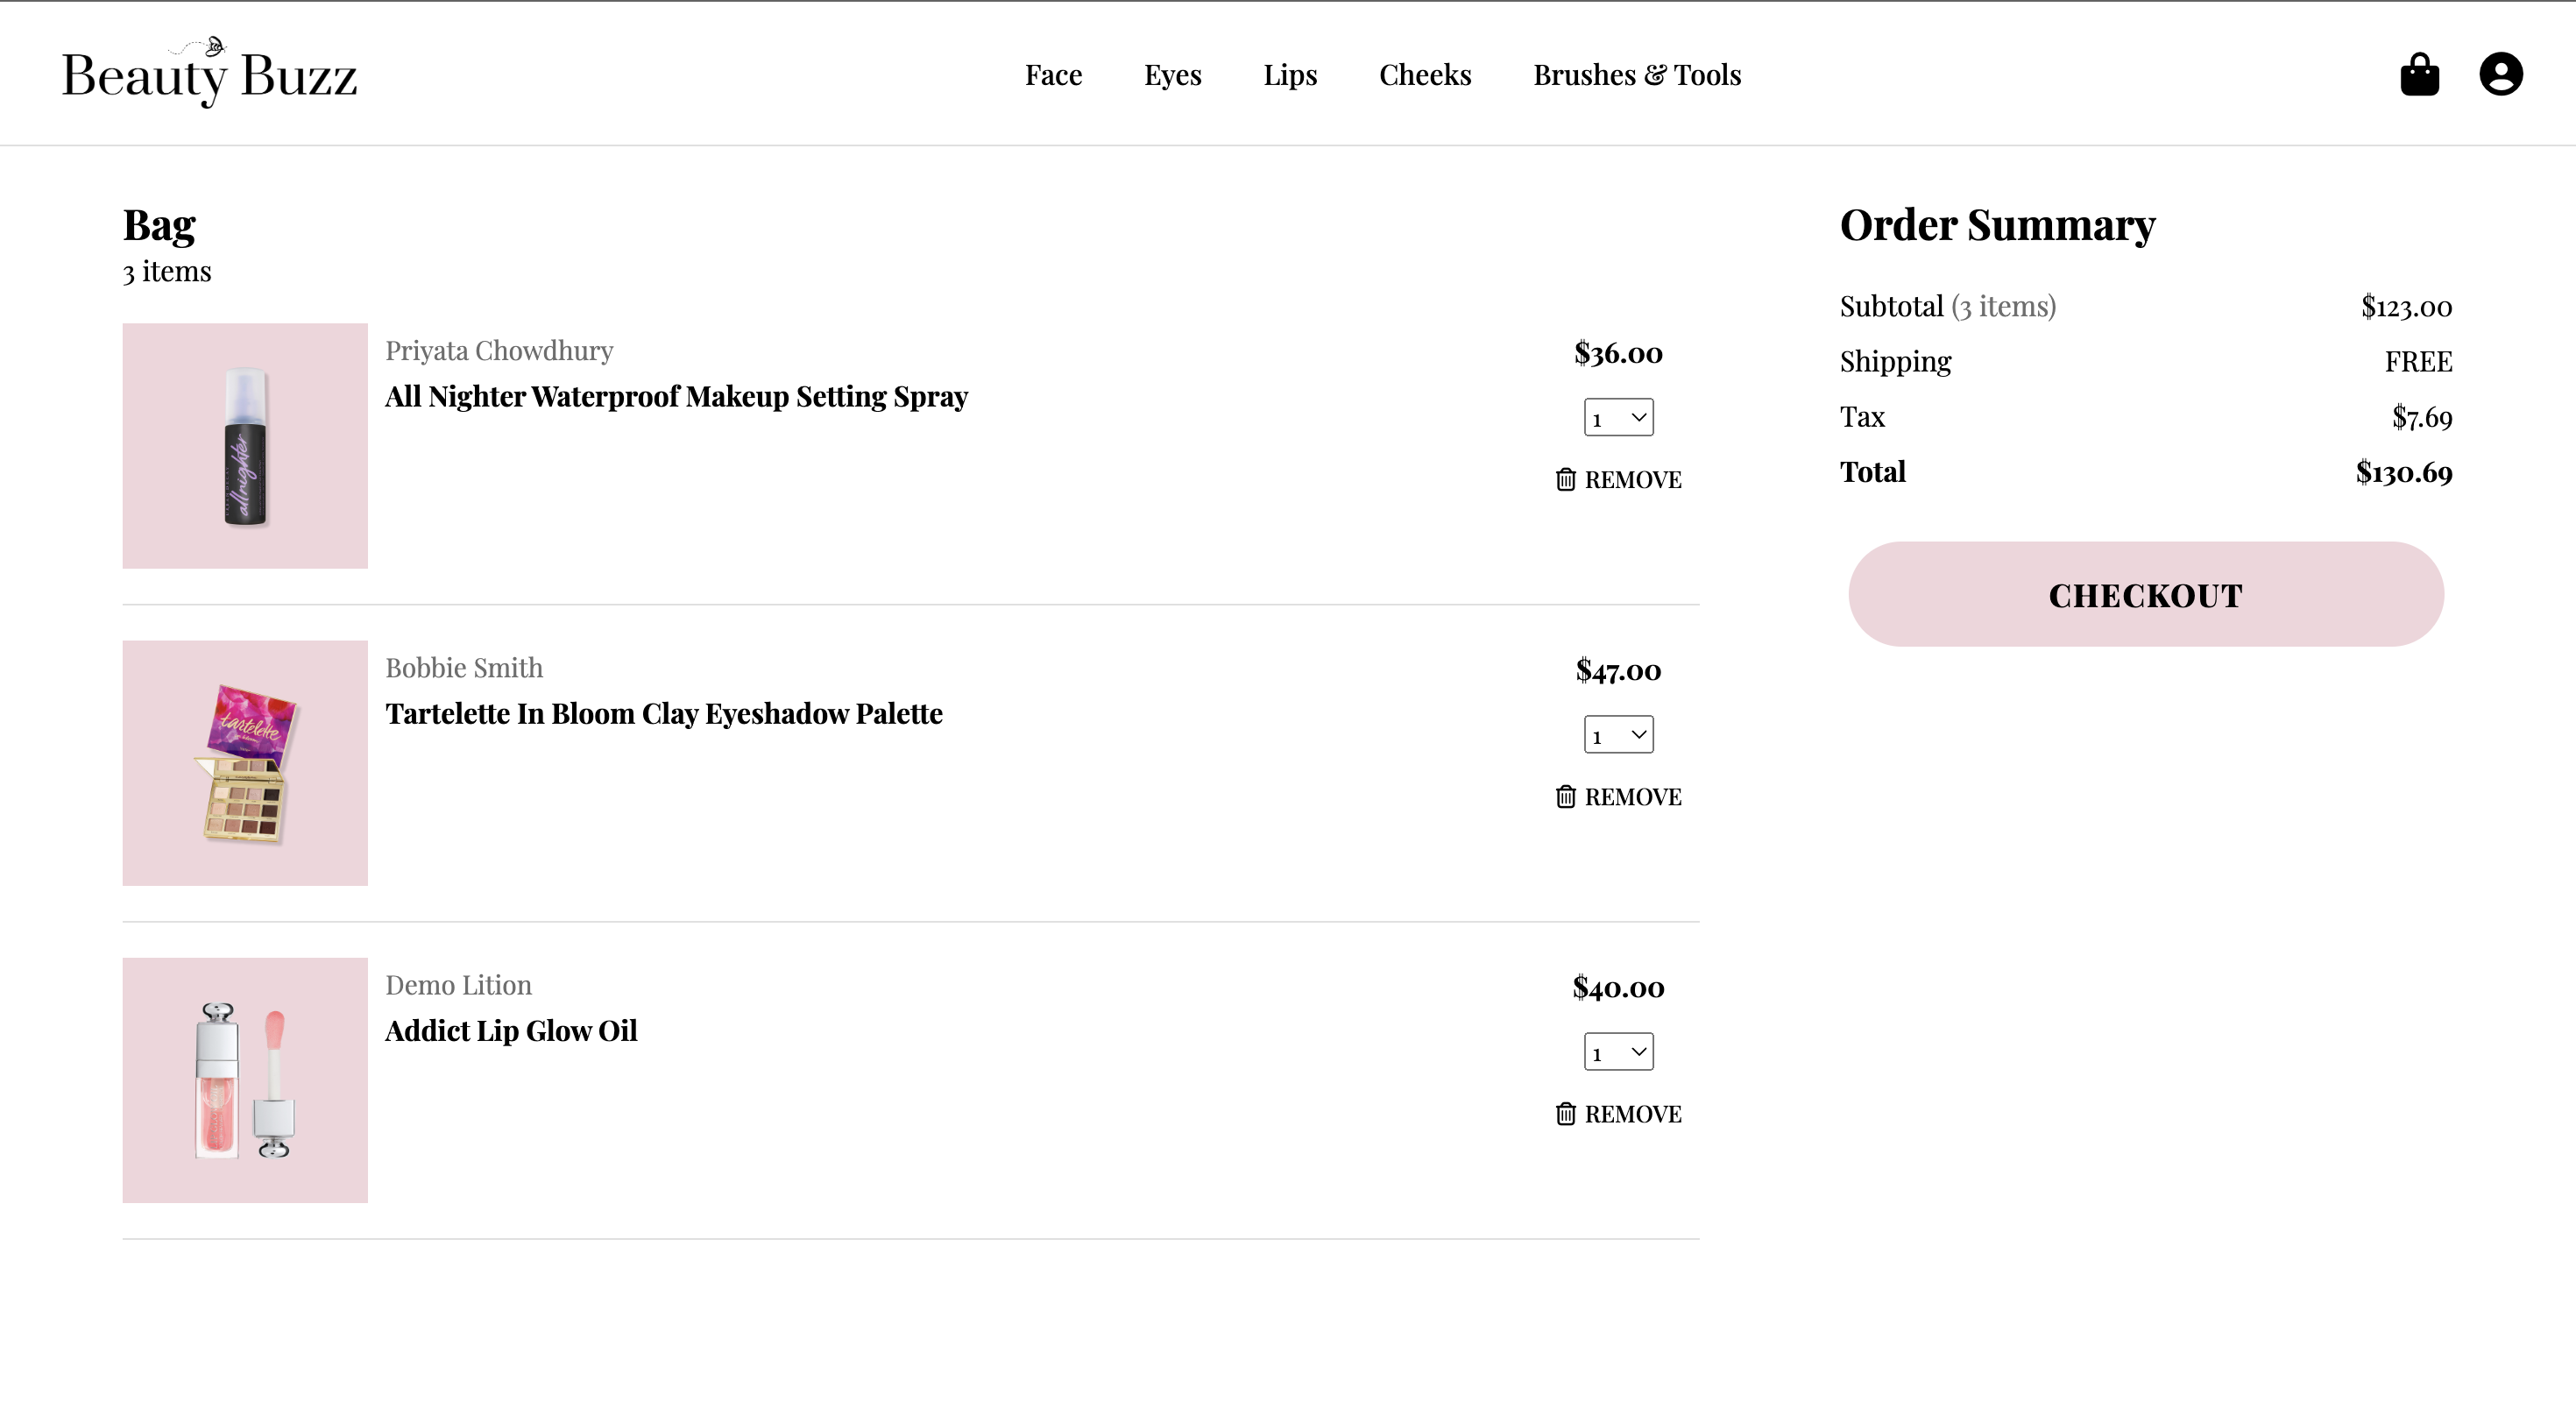 Beauty Buzz
Face Eyes Lips Cheeks Brushes & Tools
Bag
3 items
Priyata Chowdhury
All Nighter Waterproof Makeup Setting Spray
$36.00
1
REMOVE
allnighter
Bobbie Smith
Tartelette In Bloom Clay Eyeshadow Palette
$47.00
1
REMOVE
tartelette
Demo Lition
Addict Lip Glow Oil
$40.00
1
REMOVE
Order Summary
Subtotal (3 items) $123.00
Shipping FREE
Tax $7.69
Total $130.69
CHECKOUT